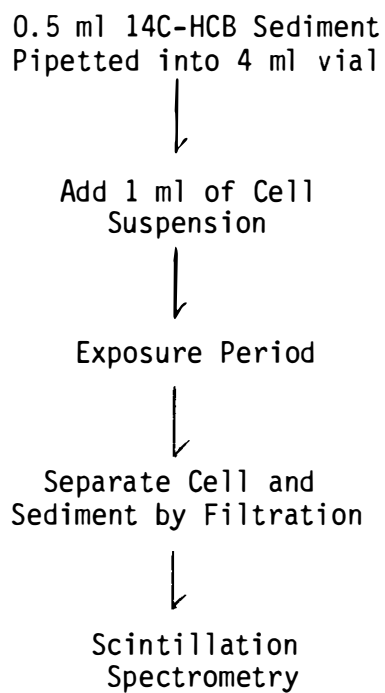 0.5 ml 14C-HCB Sediment
Pipetted into 4 ml vial
Add 1 ml of Cell
Suspension
Exposure Period
Separate Cell and
Sediment by Filtration
Scintillation
Spectrometry